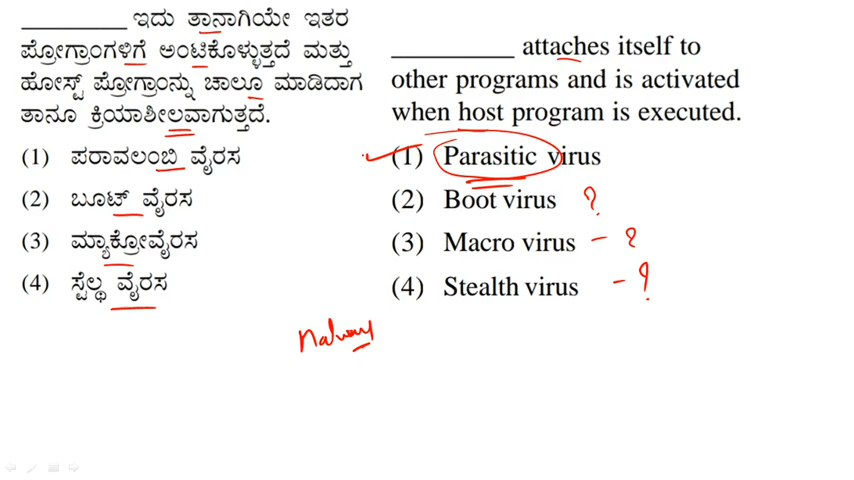 _________ ಇದು ತಾನಾಗಿಯೇ ಇತರ
ಪ್ರೋಗ್ರಾಂಗಳಿಗೆ ಅಂಟಿಕೊಳ್ಳುತ್ತದೆ ಮತ್ತು
ಹೋಸ್ಟ್ ಪ್ರೋಗ್ರಾಂನ್ನು ಚಾಲೂ ಮಾಡಿದಾಗ
ತಾನೂ ಕ್ರಿಯಾಶೀಲವಾಗುತ್ತದೆ.
(1) ಪರಾವಲಂಬಿ ವೈರಸ
(2) ಬೂಟ್ ವೈರಸ
(3) ಮ್ಯಾಕ್ರೋವೈರಸ
(4) ಸ್ಟೆಲ್ಥ ವೈರಸ
_________ attaches itself to
other programs and is activated
when host program is executed.
(1) Parasitic virus
(2) Boot virus ?
(3) Macro virus – ?
(4) Stealth virus – ?